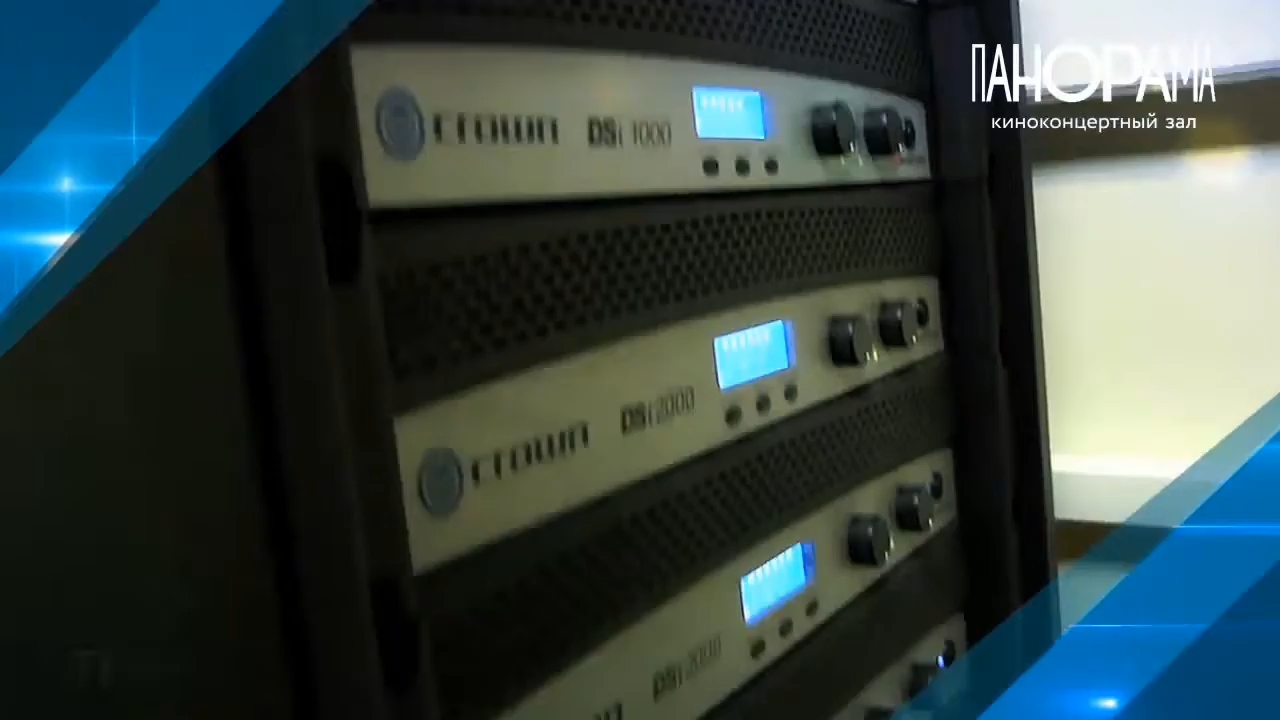 ПАНОРАМА
киноконцертный зал
crown DSi 1000
crown DSi 2000
DSi 2000